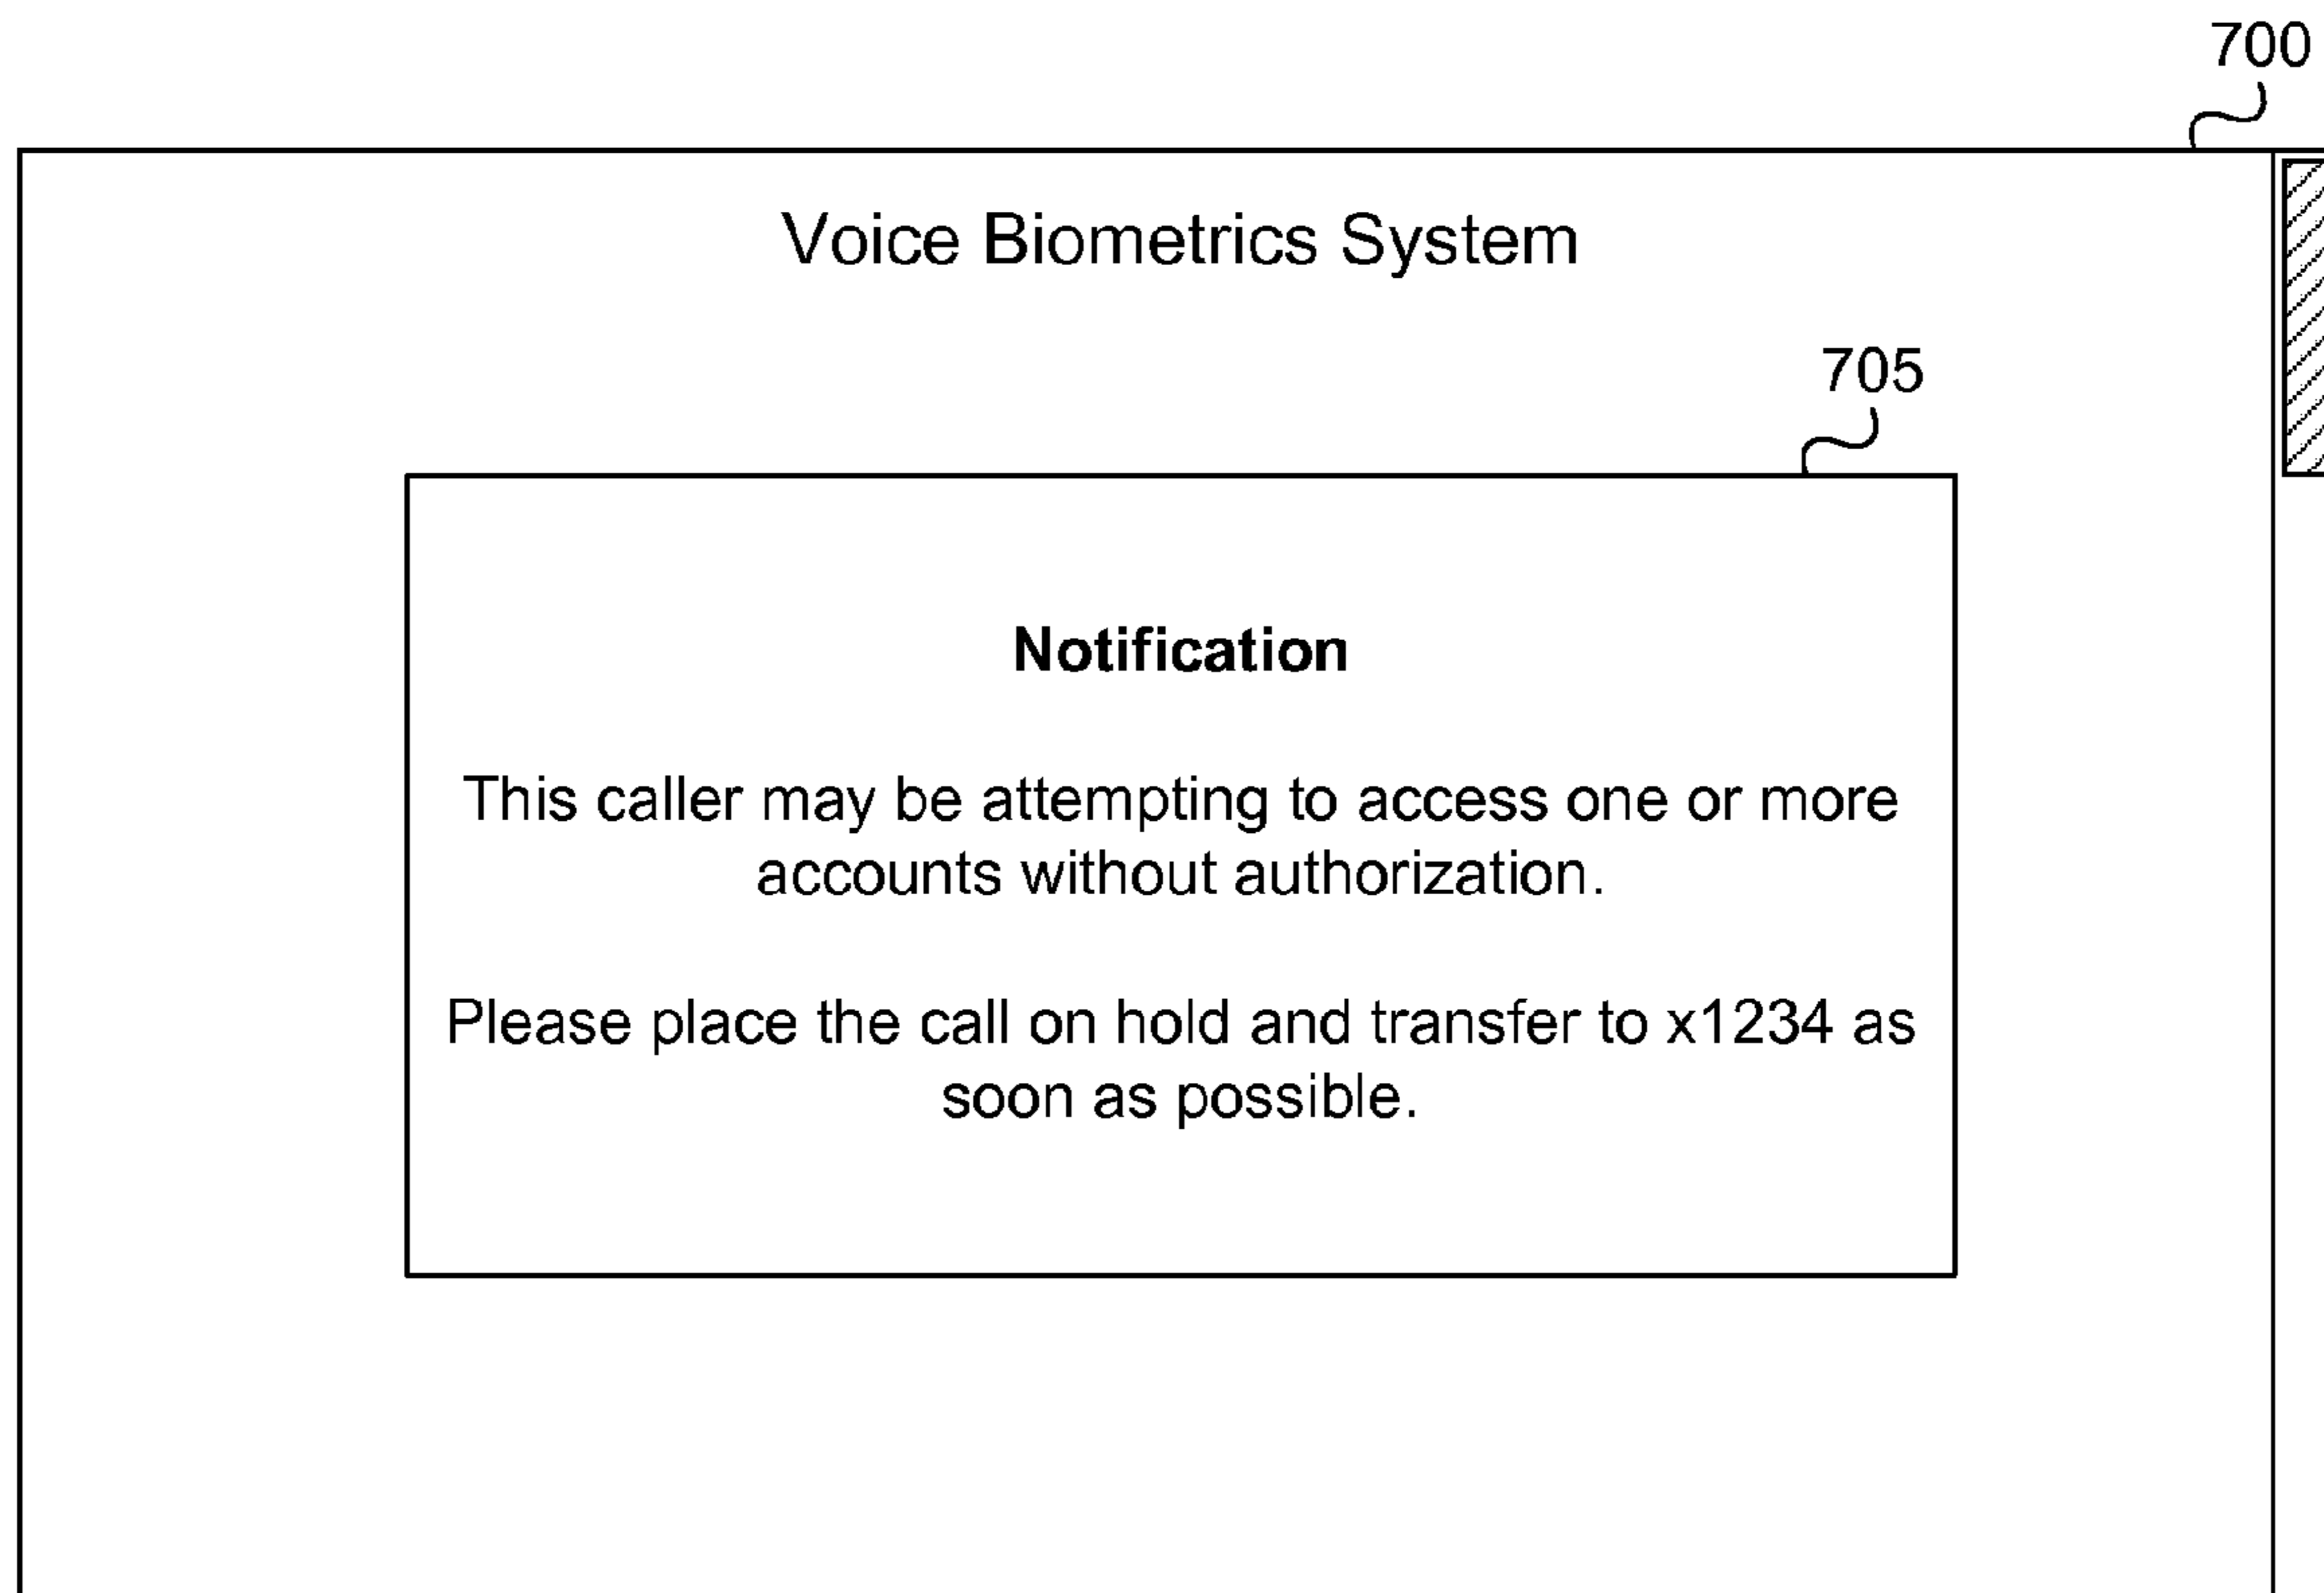 700
Voice Biometrics System
705
Notification
This caller may be attempting to access one or more
accounts without authorization.
Please place the call on hold and transfer to x1234 as
soon as possible.